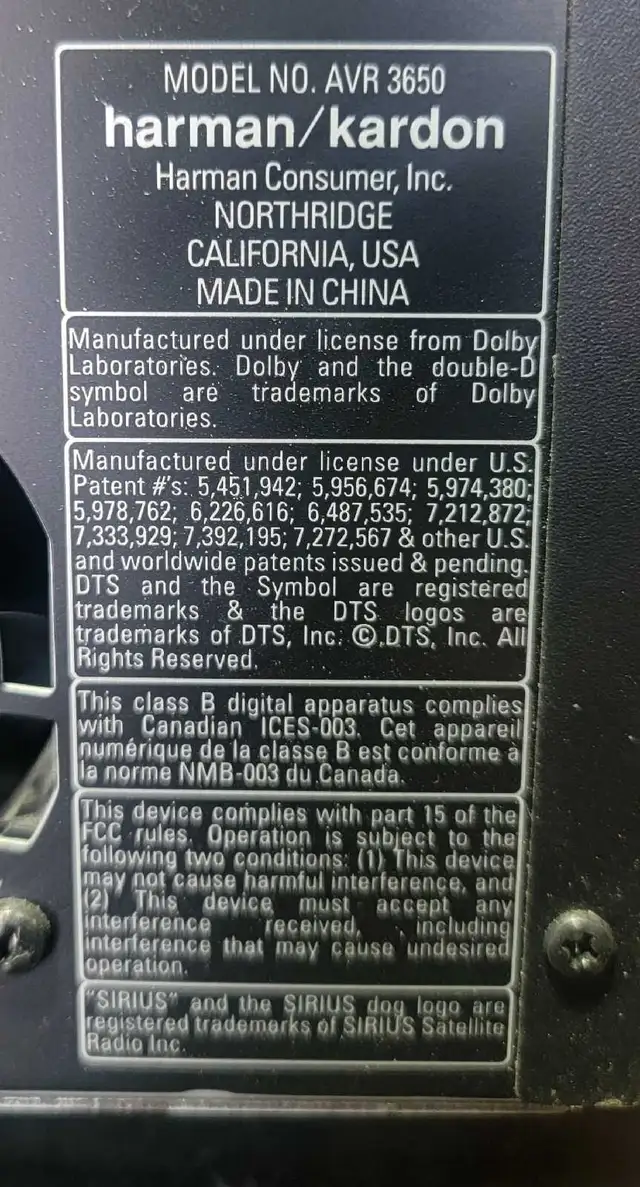 MODEL NO. AVR 3650
harman/kardon
Harman Consumer, Inc.
NORTHRIDGE
CALIFORNIA, USA
MADE IN CHINA
Manufactured under license from Dolby
Laboratories. Dolby and the double-D
symbol are trademarks of Dolby
Laboratories.
Manufactured under license under U.S.
Patent #'s: 5,451,942; 5,956,674; 5,974,380;
5,978,762; 6,226,616; 6,487,535; 7,212,872;
7,333,929; 7,392,195; 7,272,567 & other U.S.
and worldwide patents issued & pending.
DTS and the Symbol are registered
trademarks & the DTS logos are
trademarks of DTS, Inc. ©.DTS, Inc. All
Rights Reserved.
This class B digital apparatus complies
with Canadian ICES-003. Cet appareil
numérique de la classe B est conforme à
la norme NMB-003 du Canada.
This device complies with part 15 of the
FCC rules. Operation is subject to the
following two conditions: (1) This device
may not cause harmful interference, and
(2) This device must accept any
interference received, including
interference that may cause undesired
operation.
"SIRIUS" and the SIRIUS dog logo are
registered trademarks of SIRIUS Satellite
Radio Inc.